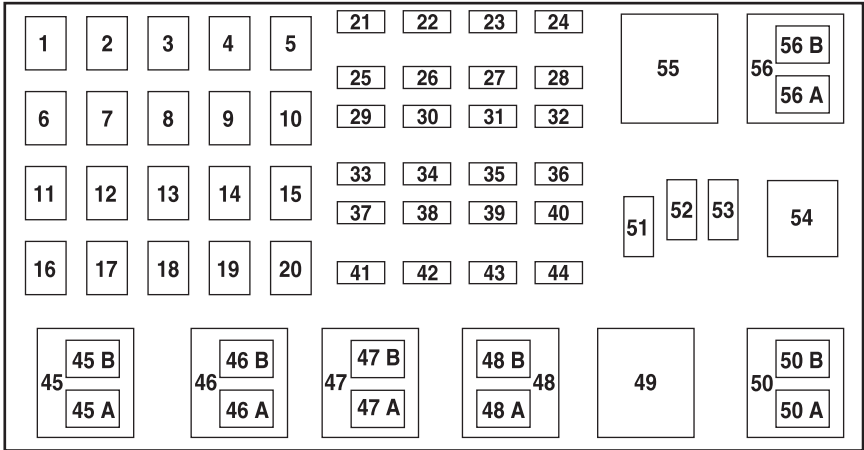 1 2 3 4 5 21 22 23 24
55 56 56 B
56 A
25 26 27 28
6 7 8 9 10 29 30 31 32
33 34 35 36
11 12 13 14 15
37 38 39 40
51 52 53 54
16 17 18 19 20 41 42 43 44
45 45 B
45 A
46 46 B
46 A
47 47 B
47 A
48 B 48
48 A
49
50 50 B
50 A